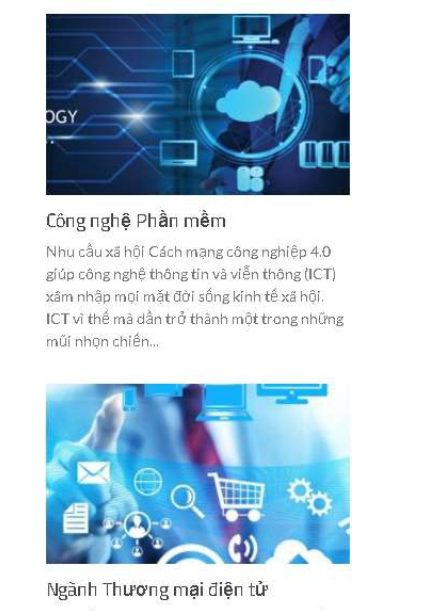 OGY
Công nghệ Phần mềm
Nhu cầu xã hội Cách mạng công nghiệp 4.0
giúp công nghệ thông tin và viễn thông (ICT)
xâm nhập mọi mặt đời sống kinh tế xã hội.
ICT vì thế mà dần trở thành một trong những
mũi nhọn chiến...
Ngành Thương mại điện tử